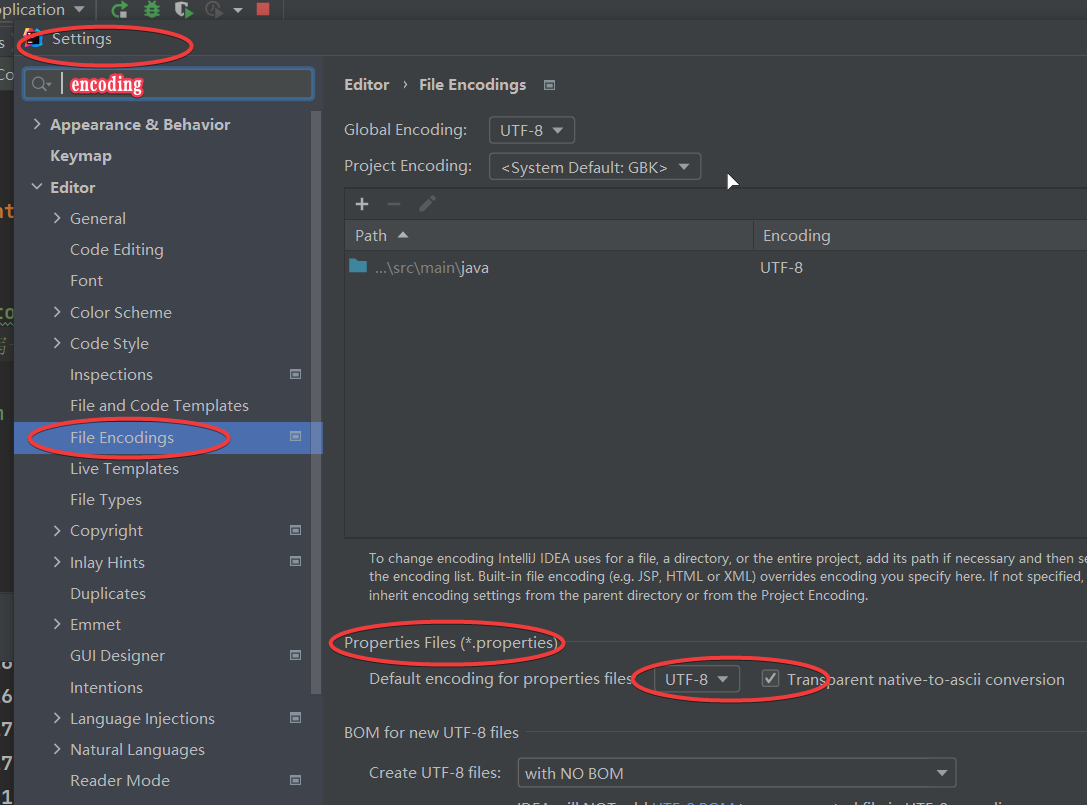 plication
Settings
encoding
Appearance & Behavior
Keymap
Editor
General
Code Editing
Font
Color Scheme
Code Style
Inspections
File and Code Templates
File Encodings
Live Templates
File Types
Copyright
Inlay Hints
Duplicates
Emmet
GUI Designer
Intentions
Language Injections
Natural Languages
Reader Mode
Editor › File Encodings
Global Encoding: UTF-8
Project Encoding: <System Default: GBK>
Path Encoding
...\src\main\java UTF-8
To change encoding IntelliJ IDEA uses for a file, a directory, or the entire project, add its path if necessary and then se
the encoding list. Built-in file encoding (e.g. JSP, HTML or XML) overrides encoding you specify here. If not specified,
inherit encoding settings from the parent directory or from the Project Encoding.
Properties Files (*.properties)
Default encoding for properties files: UTF-8 Transparent native-to-ascii conversion
BOM for new UTF-8 files
Create UTF-8 files: with NO BOM